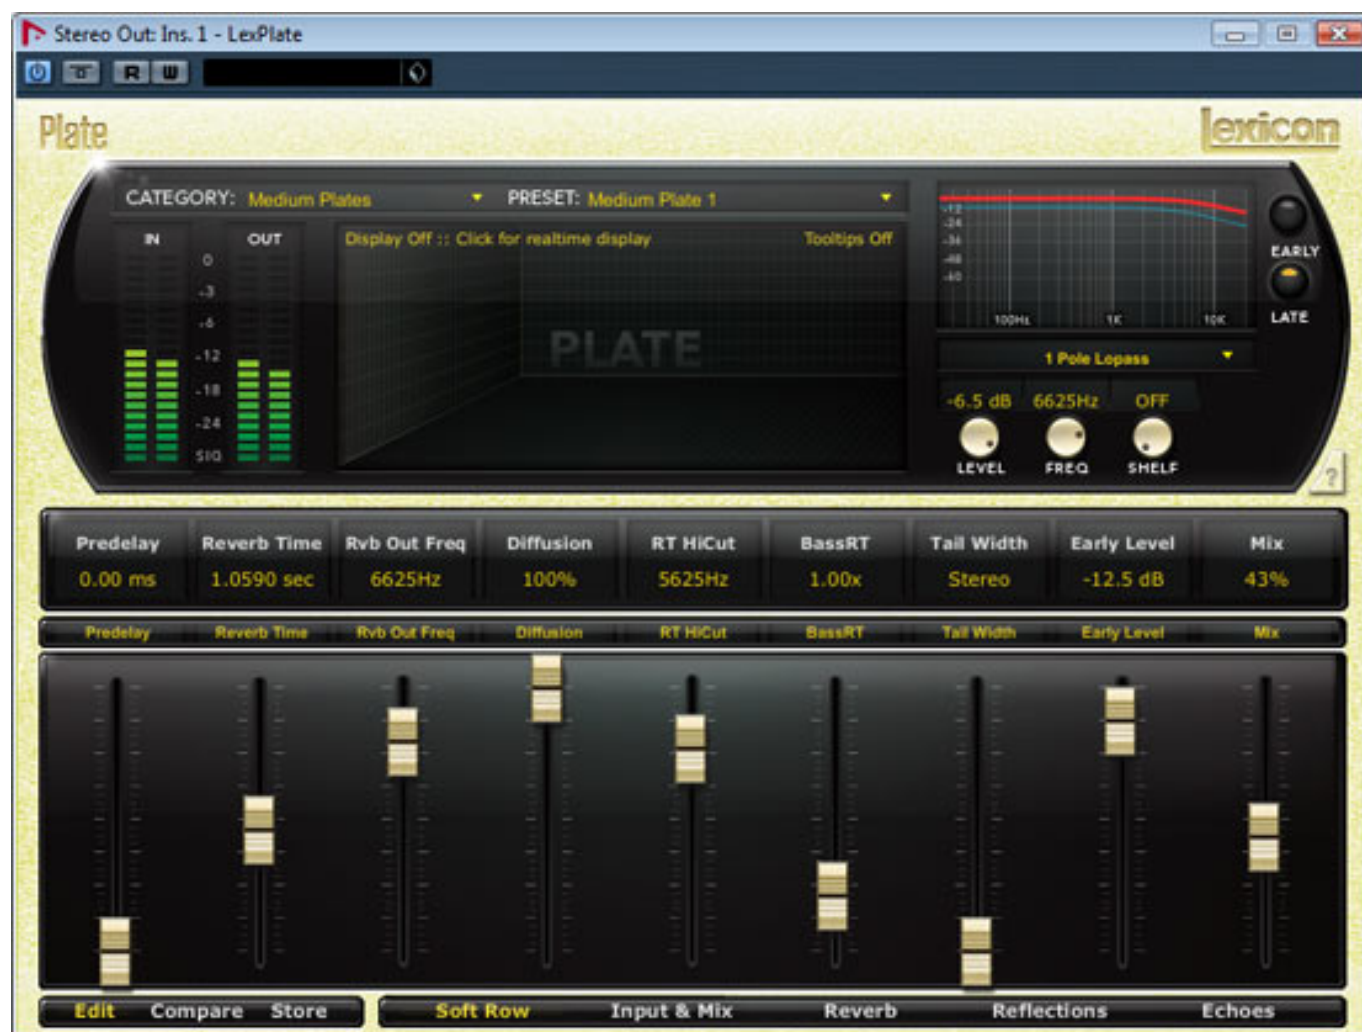 Stereo Out: Ins. 1 - LexPlate
R W
Plate
Lexicon
CATEGORY: Medium Plates PRESET: Medium Plate 1
IN OUT
0
-3
-6
-12
-18
-24
SIG
Display Off :: Click for realtime display Tooltips Off
PLATE
-12
-24
-36
-48
-60
100Hz 1K 10K
EARLY
LATE
1 Pole Lopass
-6.5 dB 6625Hz OFF
LEVEL FREQ SHELF
?
Predelay Reverb Time Rvb Out Freq Diffusion RT HiCut BassRT Tail Width Early Level Mix
0.00 ms 1.0590 sec 6625Hz 100% 5625Hz 1.00x Stereo -12.5 dB 43%
Predelay Reverb Time Rvb Out Freq Diffusion RT HiCut BassRT Tail Width Early Level Mix
Edit Compare Store Soft Row Input & Mix Reverb Reflections Echoes